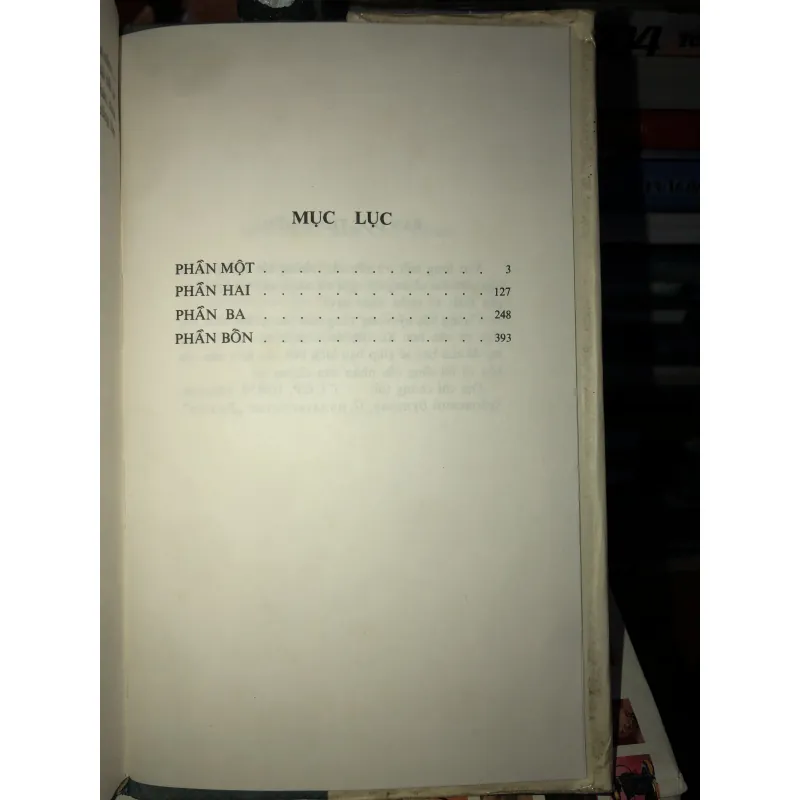 MỤC LỤC
PHẦN MỘT . . . . . . . . . . . . . 3
PHẦN HAI . . . . . . . . . . . . . 127
PHẦN BA . . . . . . . . . . . . . 248
PHẦN BỐN . . . . . . . . . . . . . 393